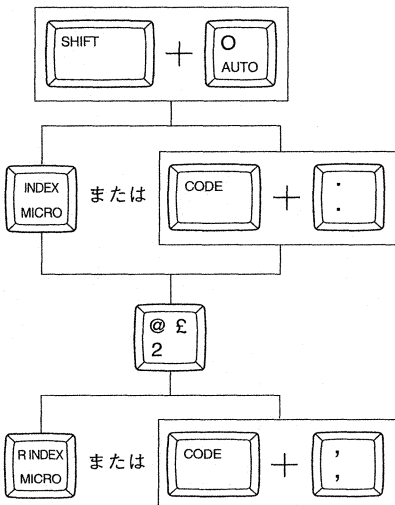 SHIFT + O
AUTO
INDEX
MICRO
または
CODE + .
.
@ £
2
R INDEX
MICRO
または
CODE + ,
,